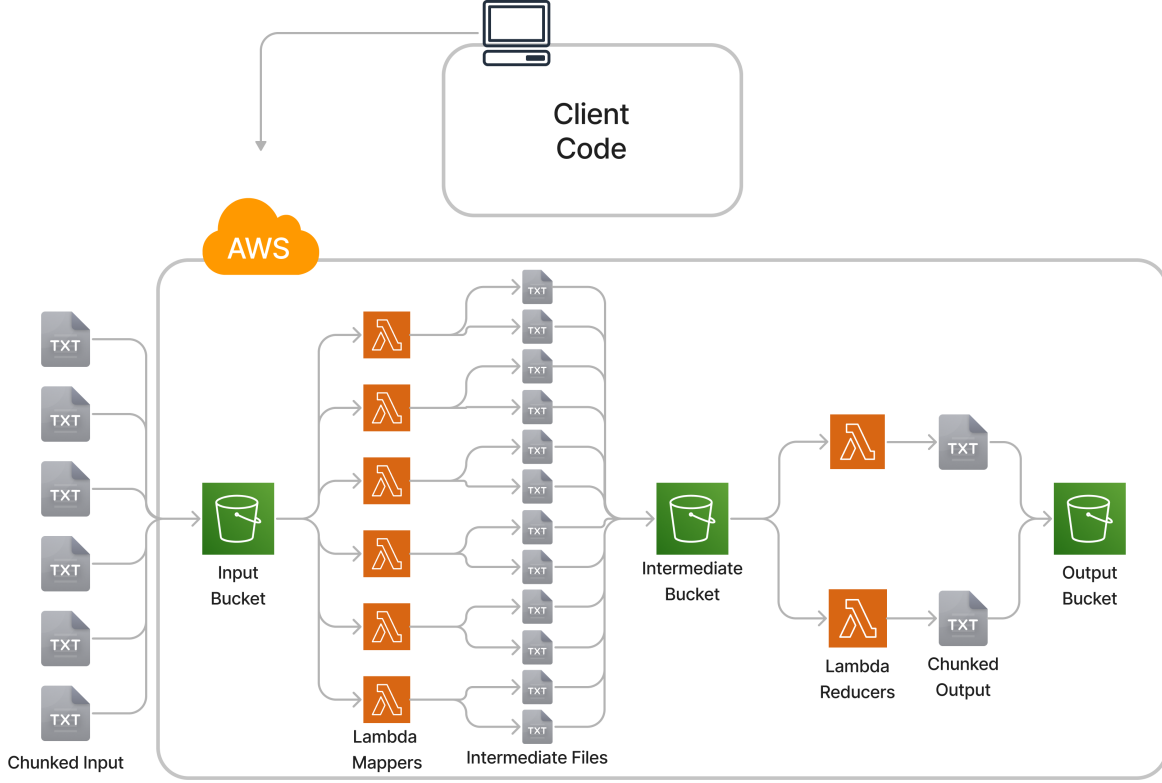 Client
Code
AWS
TXT
TXT
TXT
TXT
TXT
TXT
Chunked Input
Input
Bucket
Lambda
Mappers
TXT
TXT
TXT
TXT
TXT
TXT
TXT
TXT
TXT
TXT
TXT
TXT
Intermediate Files
Intermediate
Bucket
Lambda
Reducers
TXT
TXT
Chunked
Output
Output
Bucket